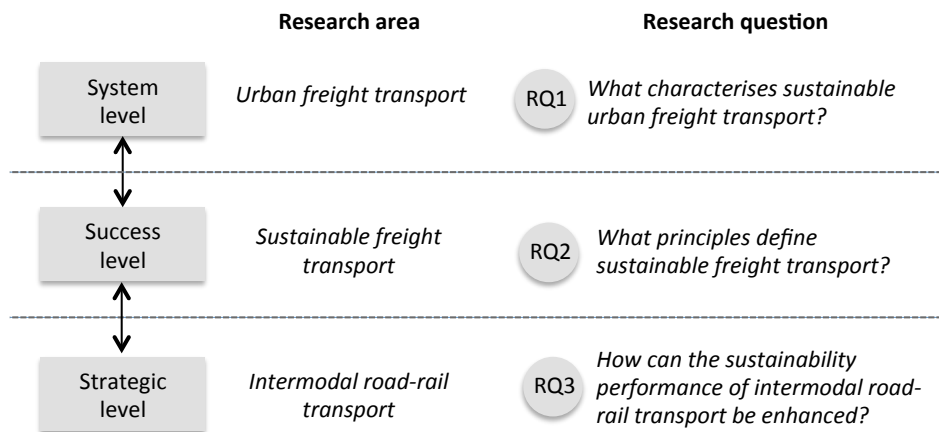 Research area
Research question
System
level
Urban freight transport
RQ1
What characterises sustainable
urban freight transport?
Success
level
Sustainable freight
transport
RQ2
What principles define
sustainable freight transport?
Strategic
level
Intermodal road-rail
transport
RQ3
How can the sustainability
performance of intermodal road-
rail transport be enhanced?